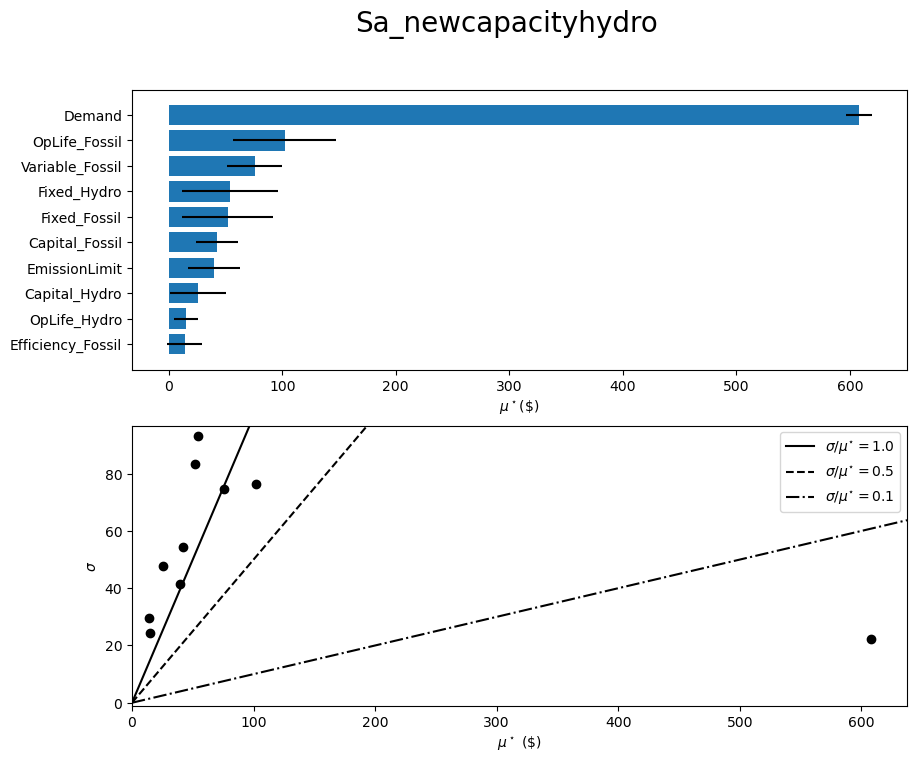 Sa_newcapacityhydro
Demand
OpLife_Fossil
Variable_Fossil
Fixed_Hydro
Fixed_Fossil
Capital_Fossil
EmissionLimit
Capital_Hydro
OpLife_Hydro
Efficiency_Fossil
0 100 200 300 400 500 600
μ⋆($)
σ/μ⋆ = 1.0
σ/μ⋆ = 0.5
σ/μ⋆ = 0.1
80
60
40
20
0
σ
0 100 200 300 400 500 600
μ⋆ ($)